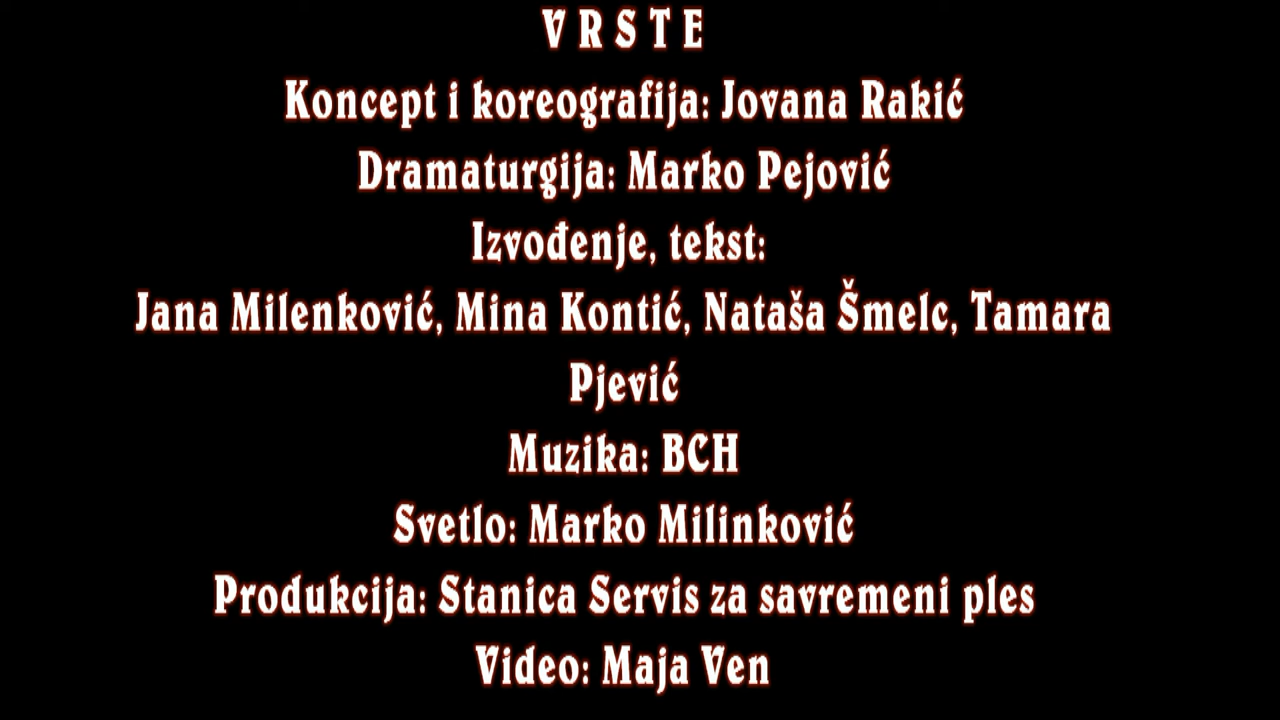 V R S T E
Koncept i koreografija: Jovana Rakić
Dramaturgija: Marko Pejović
Izvođenje, tekst:
Jana Milenković, Mina Kontić, Nataša Šmelc, Tamara
Pjević
Muzika: BCH
Svetlo: Marko Milinković
Produkcija: Stanica Servis za savremeni ples
Video: Maja Ven